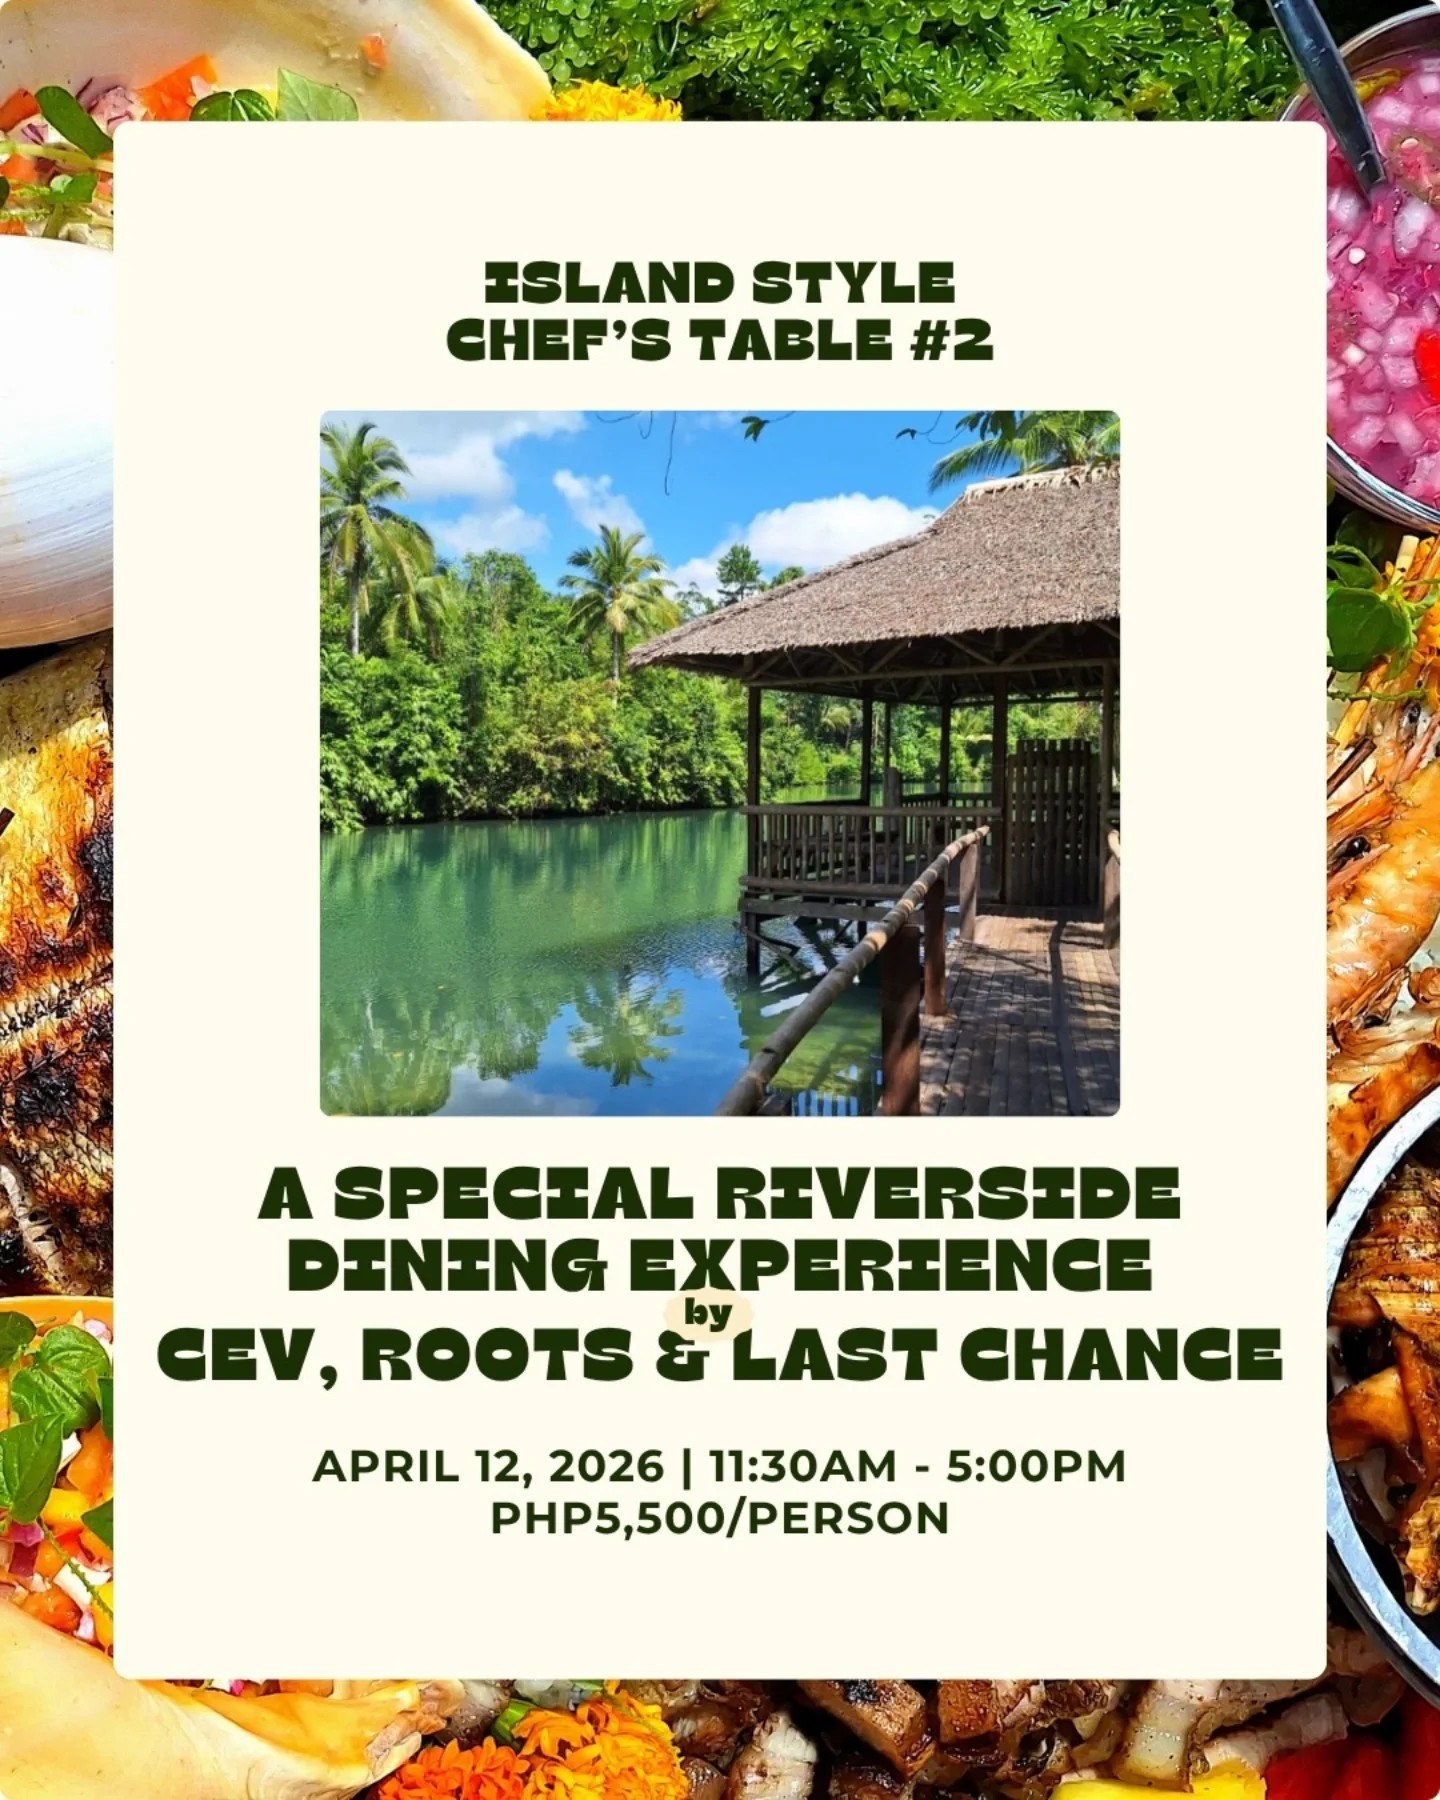 ISLAND STYLE
CHEF'S TABLE #2
A SPECIAL RIVERSIDE
DINING EXPERIENCE
by
CEV, ROOTS & LAST CHANCE
APRIL 12, 2026 | 11:30AM - 5:00PM
PHP5,500/PERSON